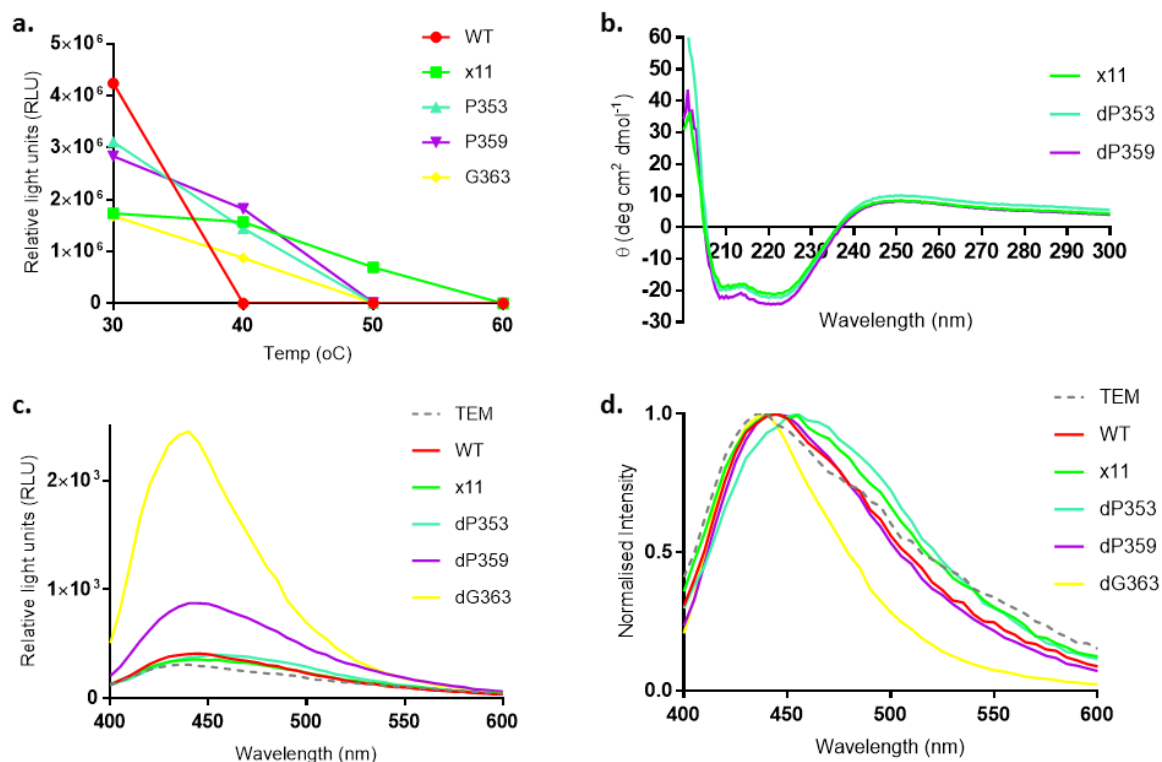 a.
Relative light units (RLU)
5×10⁶
4×10⁶
3×10⁶
2×10⁶
1×10⁶
0
30
40
50
60
Temp (oC)
WT
x11
P353
P359
G363
b.
θ (deg cm² dmol⁻¹)
60
50
40
30
20
10
0
-10
-20
-30
210 220 230 240 250 260 270 280 290 300
Wavelength (nm)
x11
dP353
dP359
c.
Relative light units (RLU)
2×10³
1×10³
0
400 450 500 550 600
Wavelength (nm)
TEM
WT
x11
dP353
dP359
dG363
d.
Normalised Intensity
1.0
0.5
0.0
400 450 500 550 600
Wavelength (nm)
TEM
WT
x11
dP353
dP359
dG363